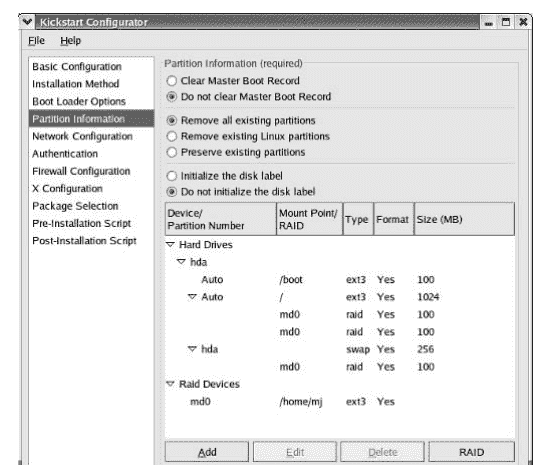 Kickstart Configurator
File Help
Basic Configuration
Installation Method
Boot Loader Options
Partition Information
Network Configuration
Authentication
Firewall Configuration
X Configuration
Package Selection
Pre-Installation Script
Post-Installation Script
Partition Information (required)
Clear Master Boot Record
Do not clear Master Boot Record
Remove all existing partitions
Remove existing Linux partitions
Preserve existing partitions
Initialize the disk label
Do not initialize the disk label
Device/ Partition Number Mount Point/ RAID Type Format Size (MB)
Hard Drives
hda
Auto /boot ext3 Yes 100
Auto / ext3 Yes 1024
md0 raid Yes 100
md0 raid Yes 100
hda swap Yes 256
md0 raid Yes 100
Raid Devices
md0 /home/mj ext3 Yes
Add Edit Delete RAID